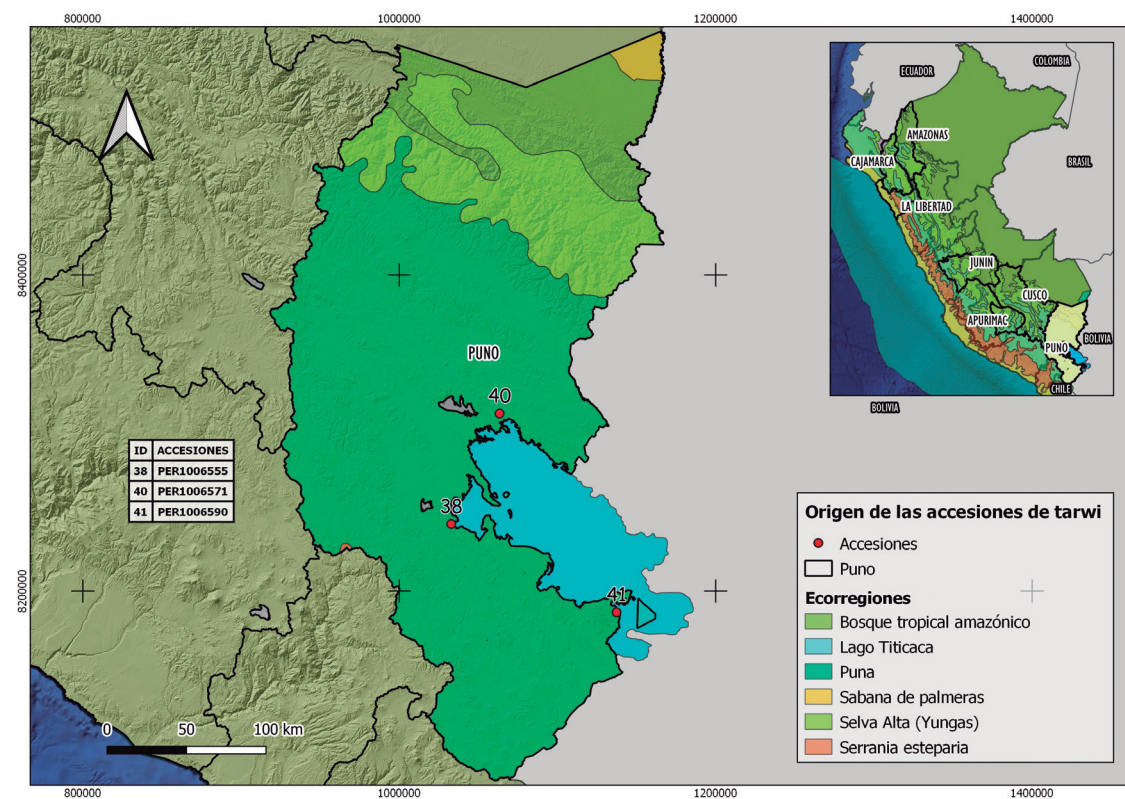 800000 1000000 1200000 1400000
ECUADOR
COLOMBIA
AMAZONAS
CAJAMARCA
BRASIL
LA LIBERTAD
JUNIN
CUSCO
APURIMAC
PUNO
BOLIVIA
CHILE
BOLIVIA
8400000
8200000
PUNO
40
38
41
ID ACCESIONES
38 PER1006555
40 PER1006571
41 PER1006590
0 50 100 km
Origen de las accesiones de tarwi
Accesiones
Puno
Ecorregiones
Bosque tropical amazónico
Lago Titicaca
Puna
Sabana de palmeras
Selva Alta (Yungas)
Serrania esteparia
800000 1000000 1200000 1400000